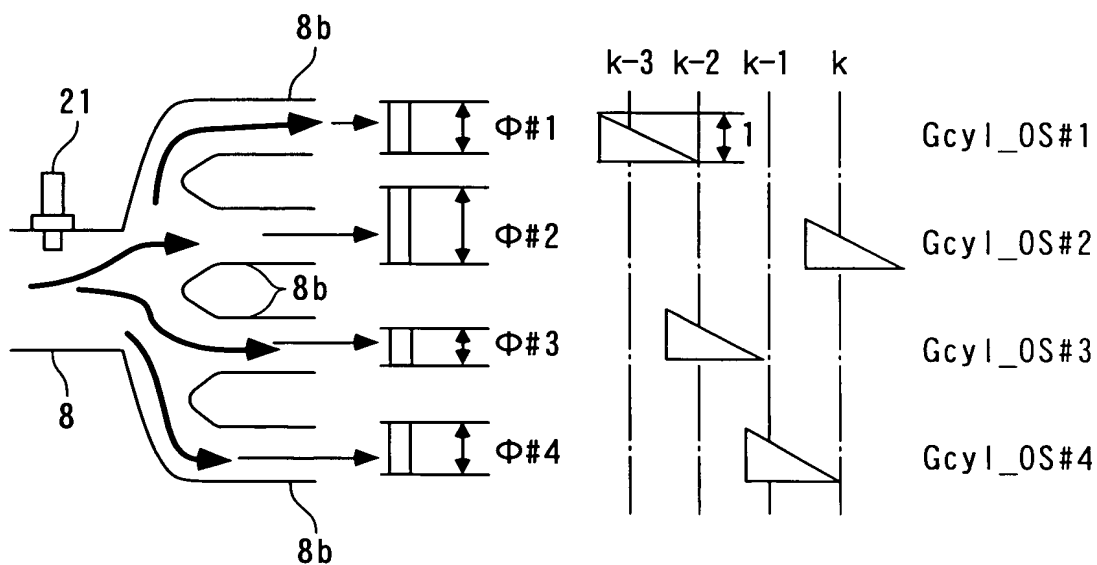 8b
21
k-3 k-2 k-1 k
Φ#1
1
Gcyl_OS#1
Φ#2
Gcyl_OS#2
8b
Φ#3
Gcyl_OS#3
8
Φ#4
Gcyl_OS#4
8b